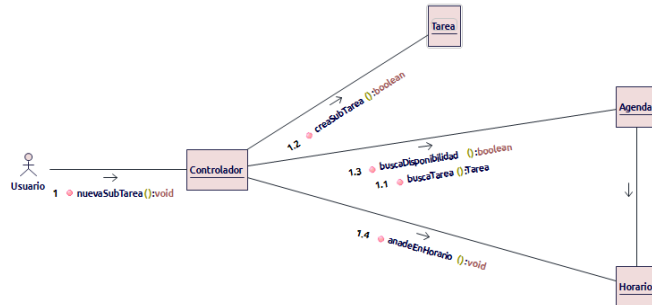 Tarea
Agenda
1.2 creaSubTarea ():boolean
Usuario
Controlador
1 nuevaSubTarea():void
1.3 buscaDisponibilidad ():boolean
1.1 buscaTarea ():Tarea
1.4 anadeEnHorario ():void
Horario